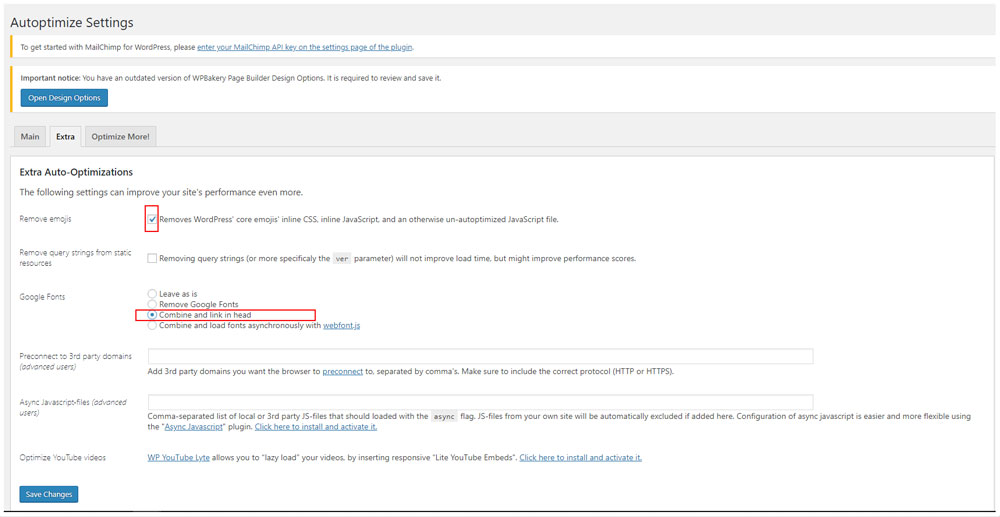 Autoptimize Settings
To get started with MailChimp for WordPress, please enter your MailChimp API key on the settings page of the plugin.
Important notice: You have an outdated version of WPBakery Page Builder Design Options. It is required to review and save it.
Open Design Options
Main Extra Optimize More!
Extra Auto-Optimizations
The following settings can improve your site's performance even more.
Remove emojis
Removes WordPress' core emojis' inline CSS, inline JavaScript, and an otherwise un-autoptimized JavaScript file.
Remove query strings from static
resources
Removing query strings (or more specificaly the ver parameter) will not improve load time, but might improve performance scores.
Google Fonts
Leave as is
Remove Google Fonts
Combine and link in head
Combine and load fonts asynchronously with webfont.js
Preconnect to 3rd party domains
(advanced users)
Add 3rd party domains you want the browser to preconnect to, separated by comma's. Make sure to include the correct protocol (HTTP or HTTPS).
Async Javascript-files (advanced
users)
Comma-separated list of local or 3rd party JS-files that should loaded with the async flag. JS-files from your own site will be automatically excluded if added here. Configuration of async javascript is easier and more flexible using
the "Async Javascript" plugin. Click here to install and activate it.
Optimize YouTube videos
WP YouTube Lyte allows you to "lazy load" your videos, by inserting responsive "Lite YouTube Embeds". Click here to install and activate it.
Save Changes